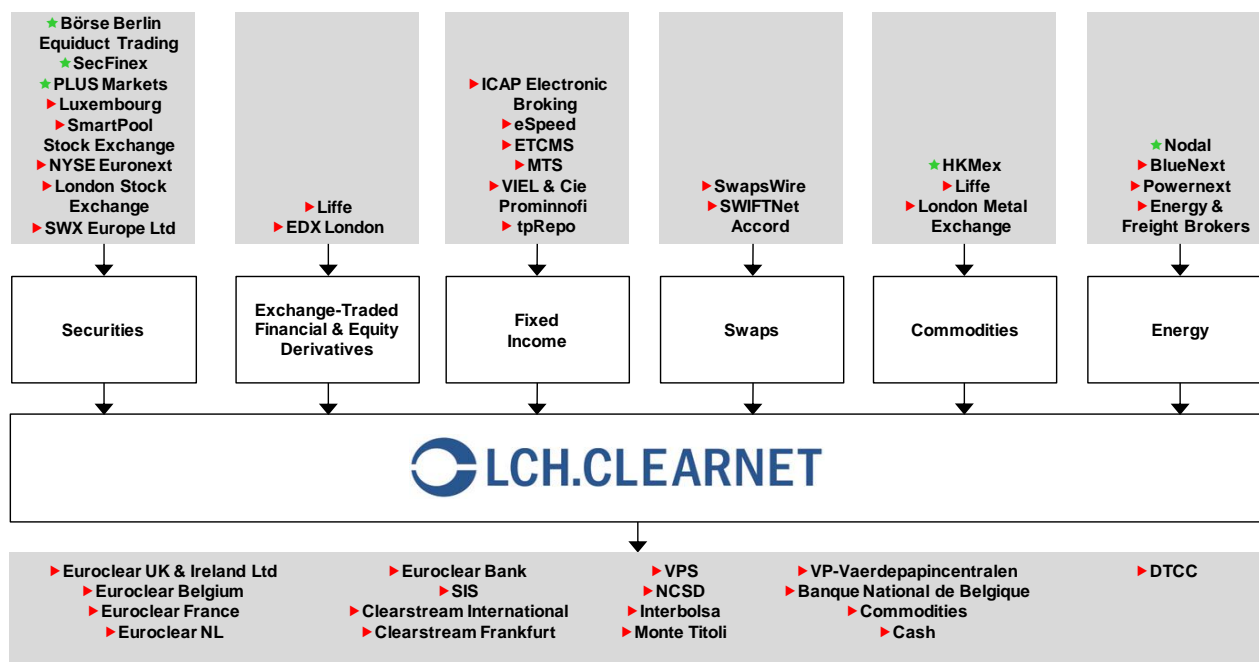 Börse Berlin
Equiduct Trading
SecFinex
PLUS Markets
Luxembourg
SmartPool
Stock Exchange
NYSE Euronext
London Stock
Exchange
SWX Europe Ltd
Liffe
EDX London
ICAP Electronic
Broking
eSpeed
ETCMS
MTS
VIEL & Cie
Prominnofi
tpRepo
SwapsWire
SWIFTNet
Accord
HKMex
Liffe
London Metal
Exchange
Nodal
BlueNext
Powernext
Energy &
Freight Brokers
Securities
Exchange-Traded
Financial & Equity
Derivatives
Fixed
Income
Swaps
Commodities
Energy
LCH.CLEARNET
Euroclear UK & Ireland Ltd
Euroclear Belgium
Euroclear France
Euroclear NL
Euroclear Bank
SIS
Clearstream International
Clearstream Frankfurt
VPS
NCSD
Interbolsa
Monte Titoli
VP-Vaerdepapincentralen
Banque National de Belgique
Commodities
Cash
DTCC